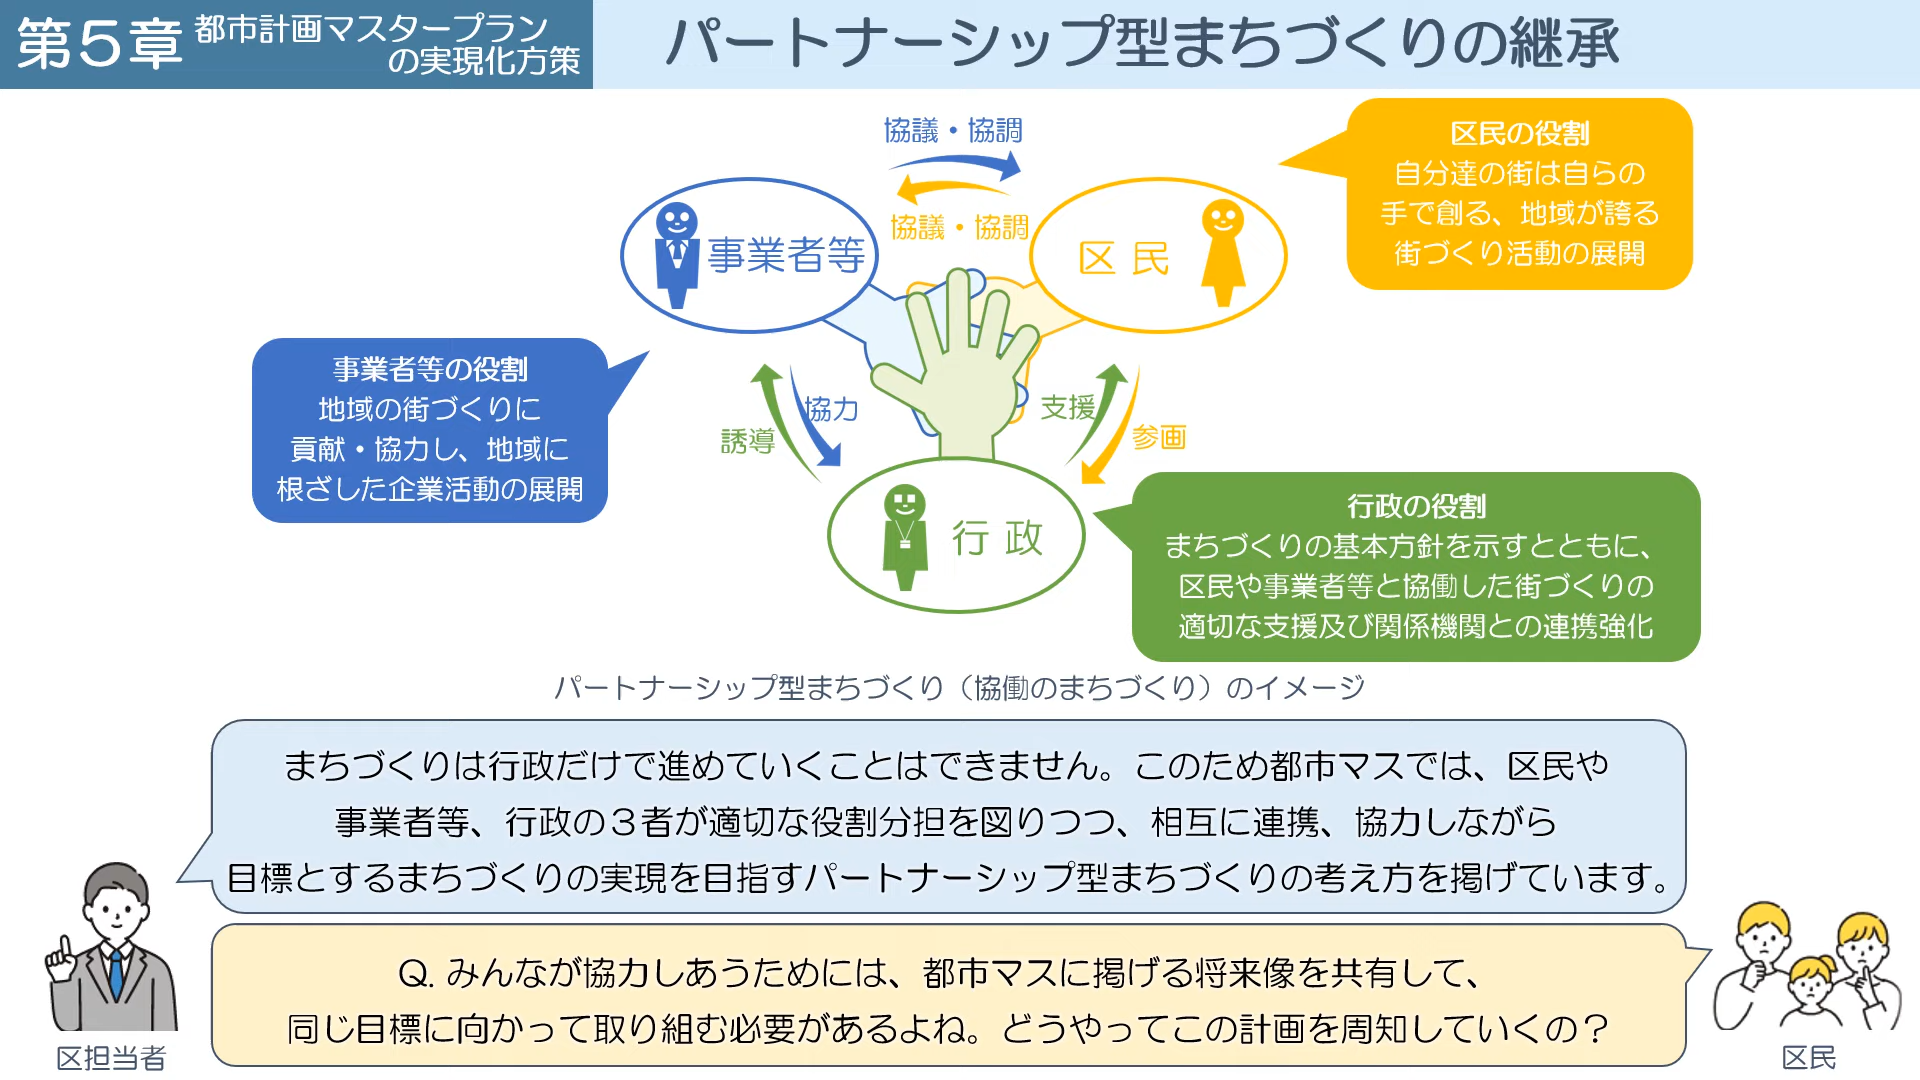 第5章 都市計画マスタープラン
の実現化方策
パートナーシップ型まちづくりの継承
協議・協調
協議・協調
事業者等
区 民
区民の役割
自分達の街は自らの
手で創る、地域が誇る
街づくり活動の展開
事業者等の役割
地域の街づくりに
貢献・協力し、地域に
根ざした企業活動の展開
誘導
協力
支援
参画
行 政
行政の役割
まちづくりの基本方針を示すとともに、
区民や事業者等と協働した街づくりの
適切な支援及び関係機関との連携強化
パートナーシップ型まちづくり（協働のまちづくり）のイメージ
まちづくりは行政だけで進めていくことはできません。このため都市マスでは、区民や
事業者等、行政の３者が適切な役割分担を図りつつ、相互に連携、協力しながら
目標とするまちづくりの実現を目指すパートナーシップ型まちづくりの考え方を掲げています。
Q. みんなが協力しあうためには、都市マスに掲げる将来像を共有して、
同じ目標に向かって取り組む必要があるよね。どうやってこの計画を周知していくの？
区担当者
区民